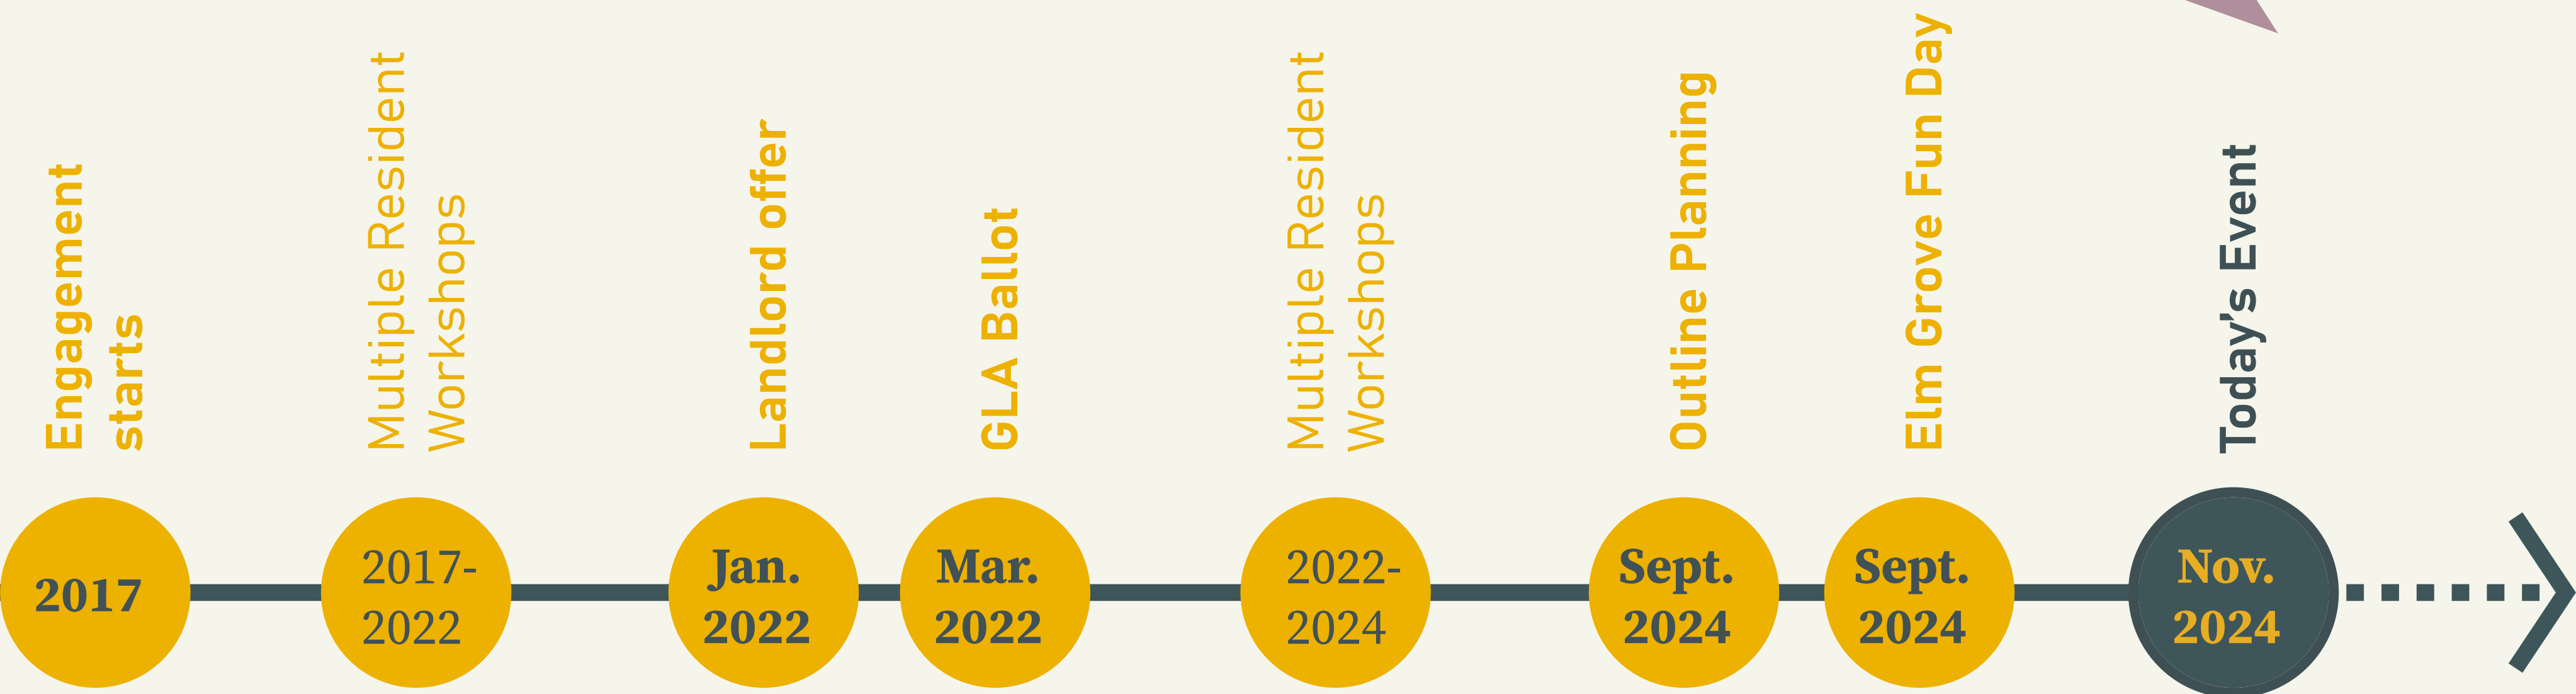 Engagement
starts
2017
Multiple Resident
Workshops
2017-
2022
Landlord offer
Jan.
2022
GLA Ballot
Mar.
2022
Multiple Resident
Workshops
2022-
2024
Outline Planning
Sept.
2024
Elm Grove Fun Day
Sept.
2024
Today's Event
Nov.
2024